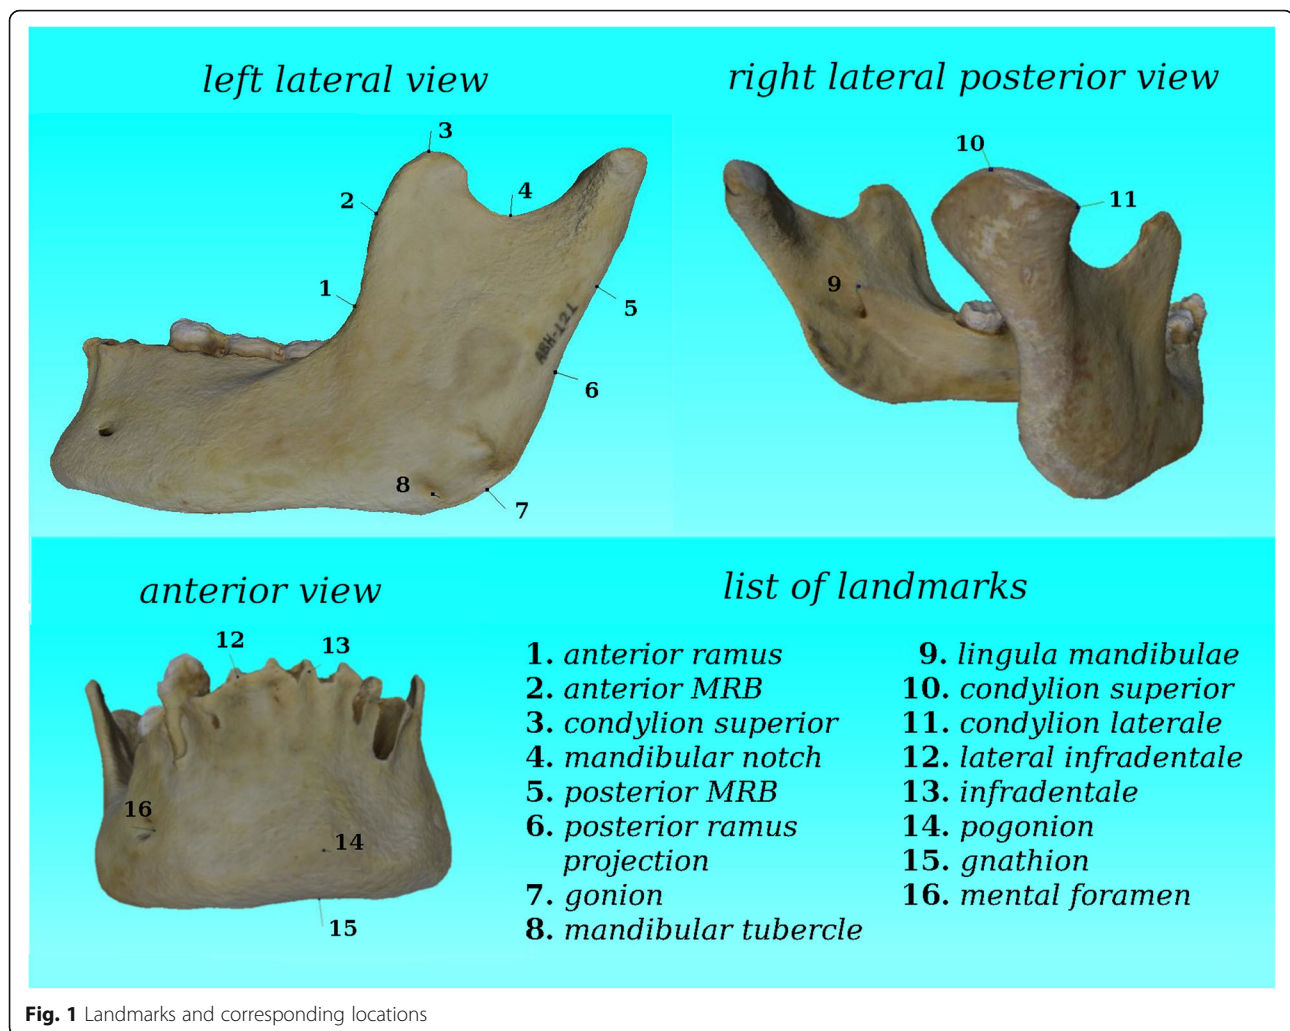 left lateral view
right lateral posterior view
3
2
4
1
5
6
8
7
ABH-121
10
11
9
anterior view
12
13
16
14
15
list of landmarks
1. anterior ramus
2. anterior MRB
3. condylion superior
4. mandibular notch
5. posterior MRB
6. posterior ramus
projection
7. gonion
8. mandibular tubercle
9. lingula mandibulae
10. condylion superior
11. condylion laterale
12. lateral infradentale
13. infradentale
14. pogonion
15. gnathion
16. mental foramen
Fig. 1 Landmarks and corresponding locations